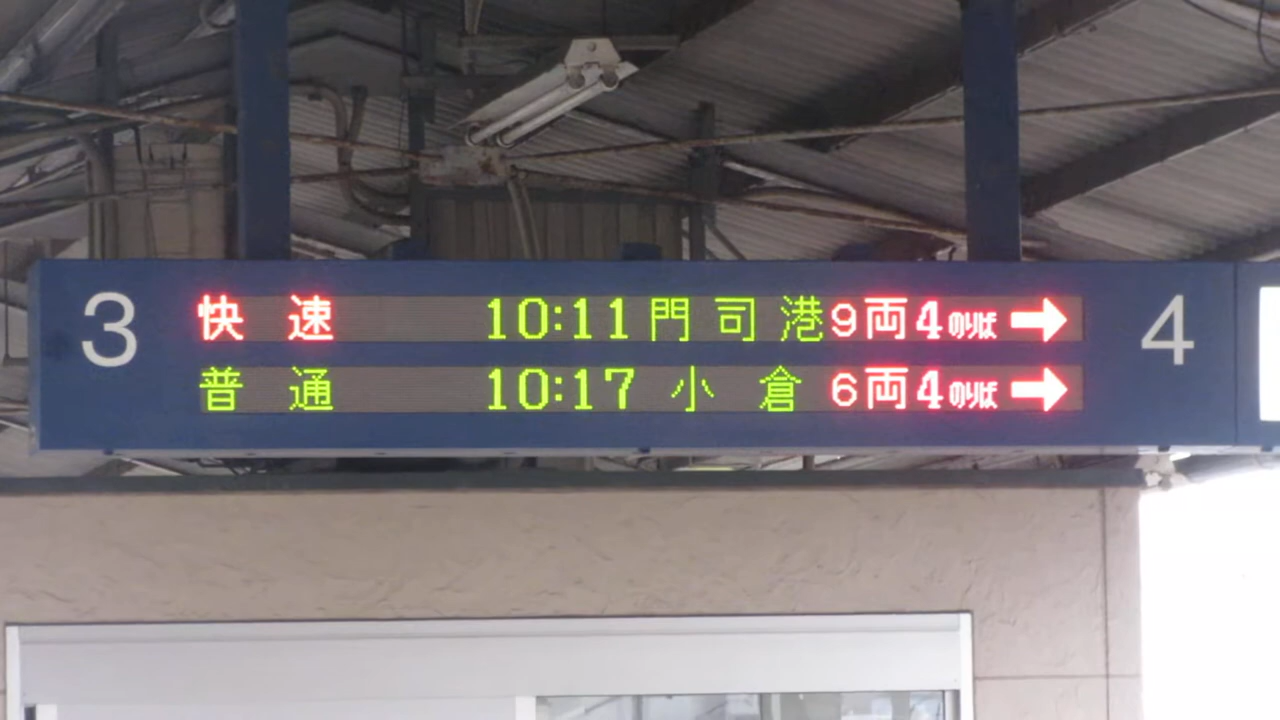 3
快速 10:11 門司港 9両 4のりば →
普通 10:17 小倉 6両 4のりば →
4